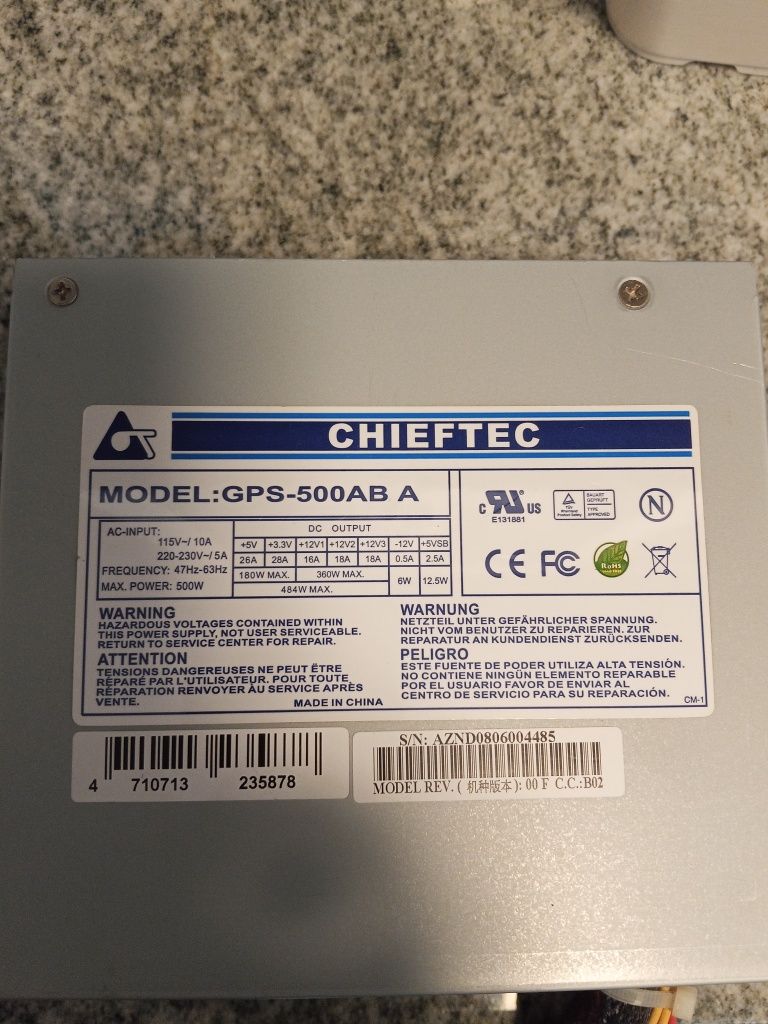 CHIEFTEC
MODEL:GPS-500AB A
AC-INPUT:
115V~/ 10A
220-230V~/ 5A
FREQUENCY: 47Hz-63Hz
MAX. POWER: 500W
DC OUTPUT
+5V +3.3V +12V1 +12V2 +12V3 -12V +5VSB
26A 28A 16A 18A 18A 0.5A 2.5A
180W MAX. 360W MAX. 6W 12.5W
484W MAX.
C US
E131881
BAUART GEPRUFT
TYPE APPROVED
N
CE FC
RoHS
WARNING
HAZARDOUS VOLTAGES CONTAINED WITHIN
THIS POWER SUPPLY, NOT USER SERVICEABLE.
RETURN TO SERVICE CENTER FOR REPAIR.
ATTENTION
TENSIONS DANGEREUSES NE PEUT ÊTRE
RÉPARÉ PAR L'UTILISATEUR. POUR TOUTE
RÉPARATION RENVOYER ÀU SERVICE APRÈS
VENTE.
MADE IN CHINA
WARNUNG
NETZTEIL UNTER GEFÄHRLICHER SPANNUNG.
NICHT VOM BENUTZER ZU REPARIEREN. ZUR
REPARATUR AN KUNDENDIENST ZURÜCKSENDEN.
PELIGRO
ESTE FUENTE DE PODER UTILIZA ALTA TENSIÓN.
NO CONTIENE NINGÚN ELEMENTO REPARABLE
POR EL USUARIO FAVOR DE ENVIAR AL
CENTRO DE SERVICIO PARA SU REPARACIÓN.
CM-1
4 710713 235878
S/N: AZND0806004485
MODEL REV. ( 机种版本): 00 F C.C.:B02